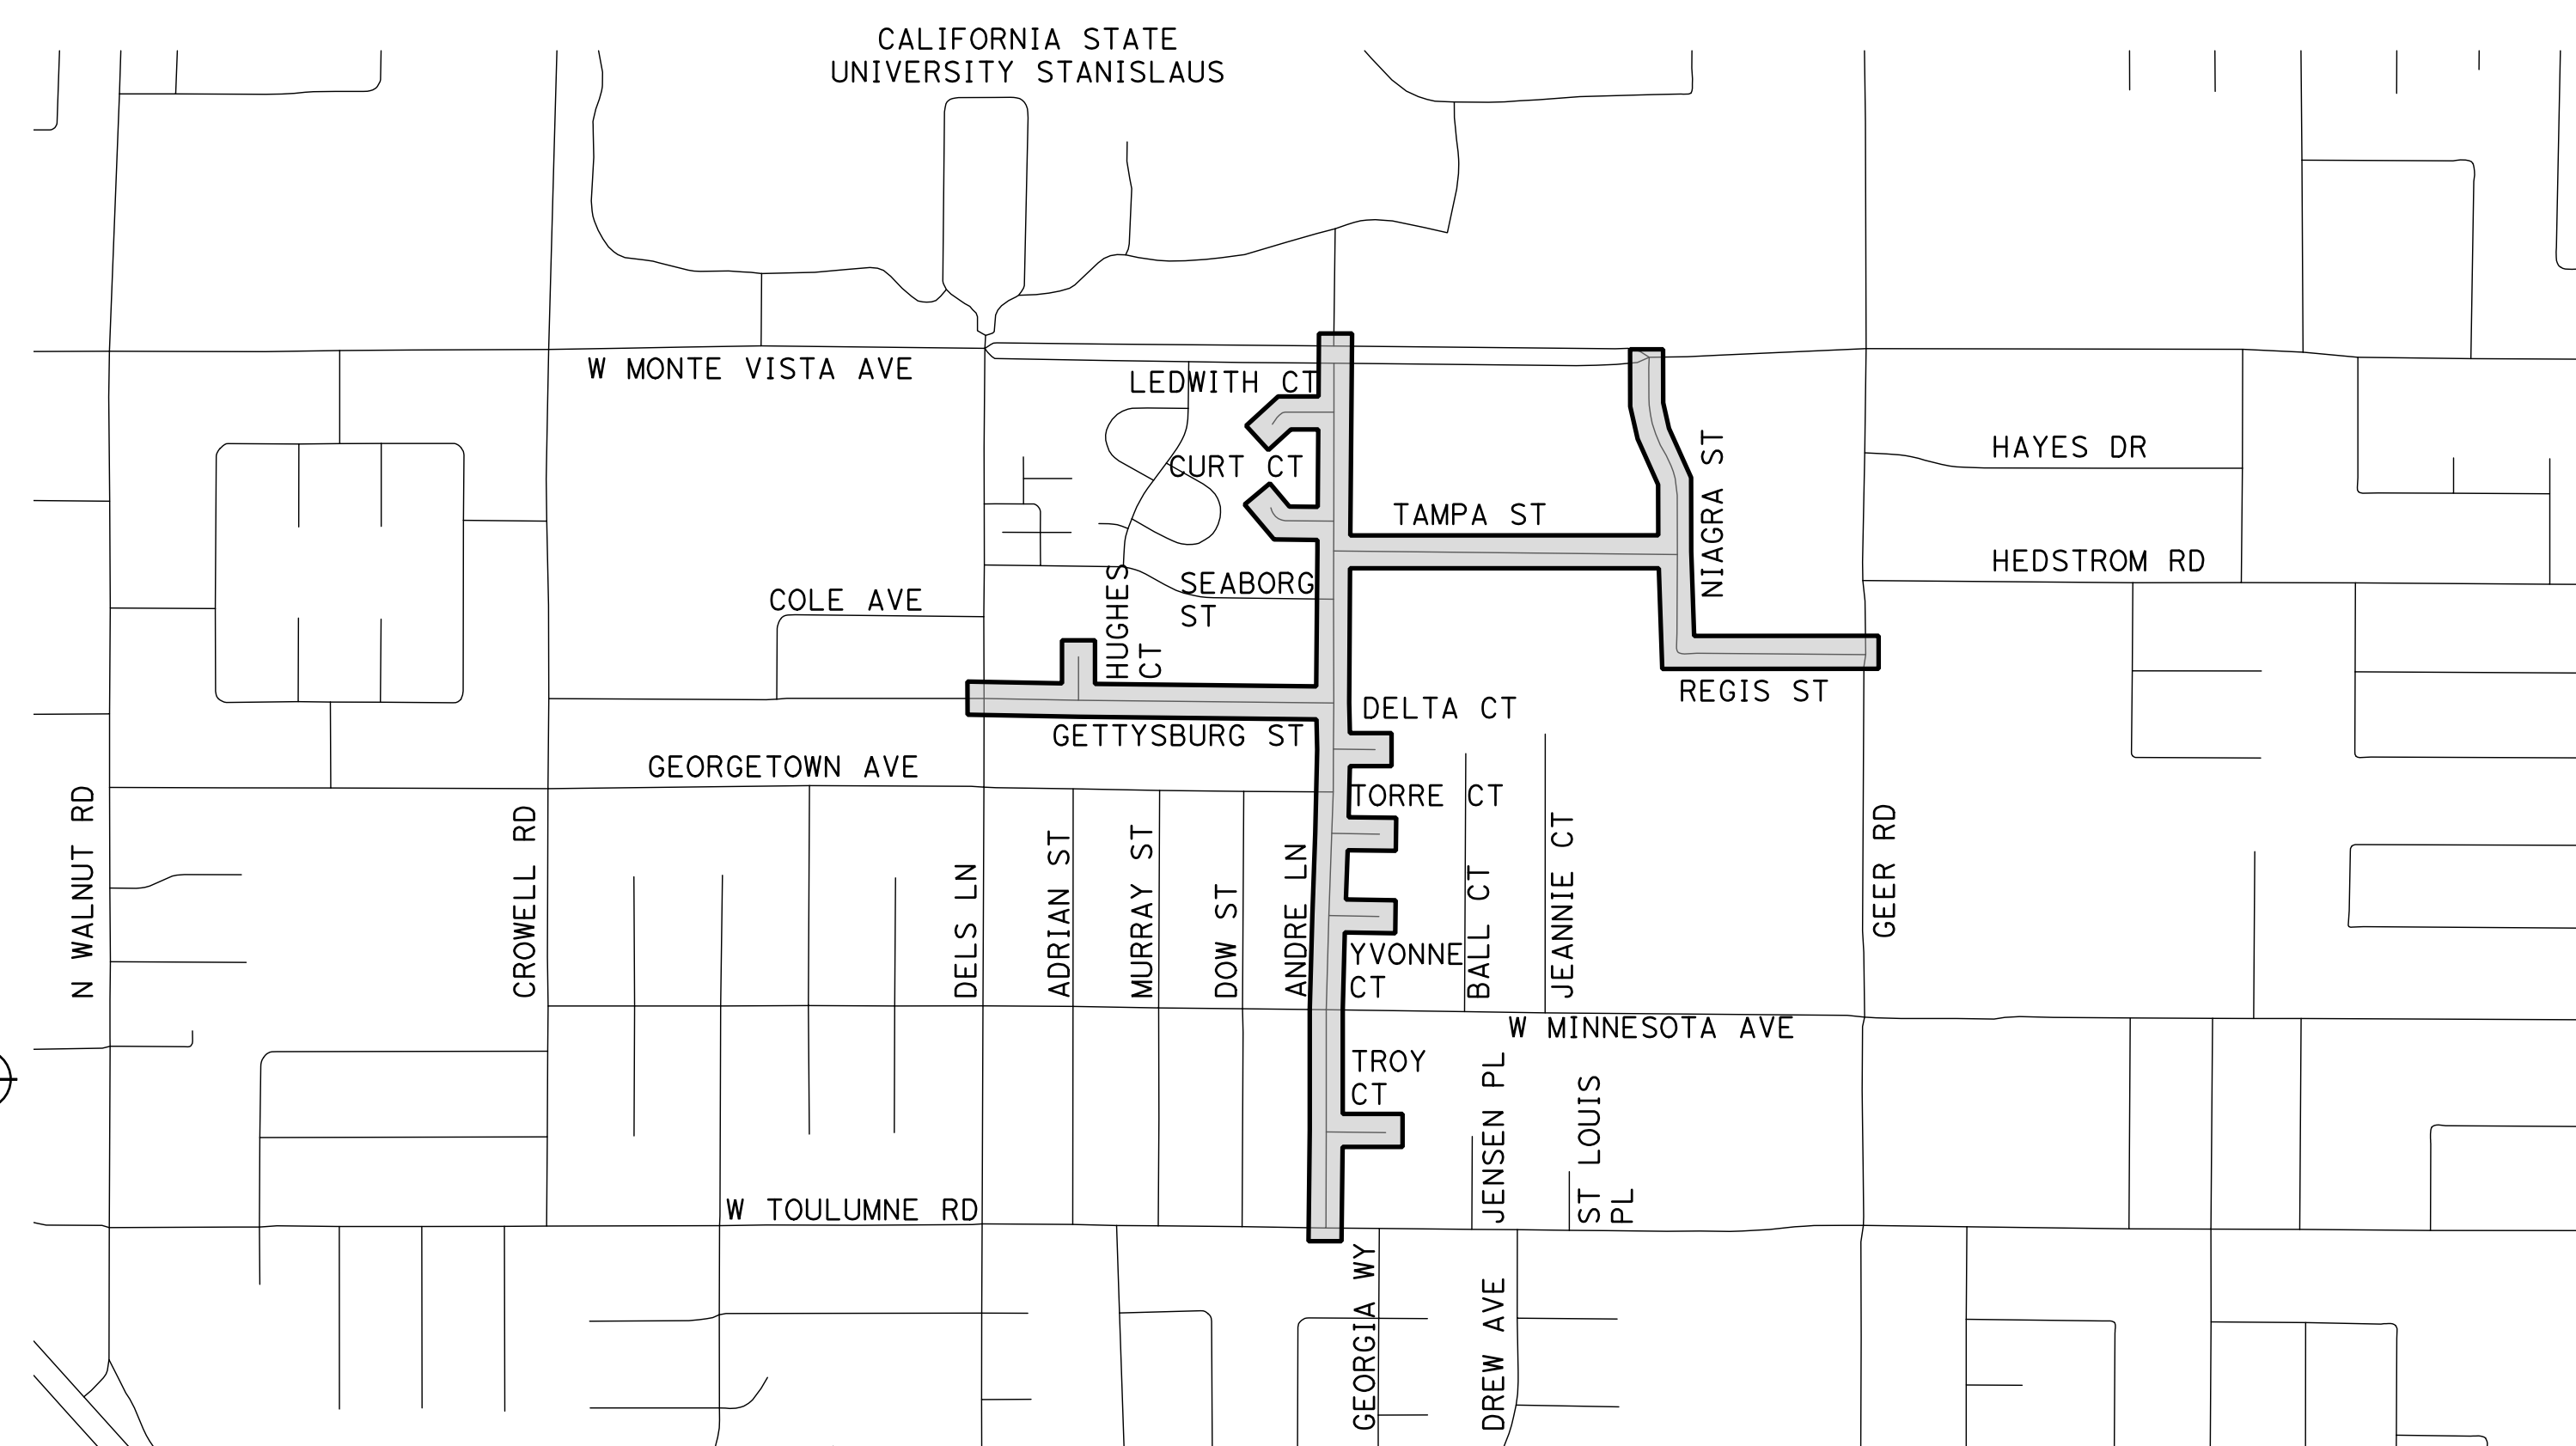 CALIFORNIA STATE
UNIVERSITY STANISLAUS
W MONTE VISTA AVE
LEDWITH CT
CURT CT
TAMPA ST
NIAGRA ST
HAYES DR
HEDSTROM RD
SEABORG
ST
COLE AVE
HUGHES
CT
REGIS ST
DELTA CT
GETTYSBURG ST
GEORGETOWN AVE
TORRE CT
N WALNUT RD
CROWELL RD
DELS LN
ADRIAN ST
MURRAY ST
DOW ST
ANDRE LN
YVONNE
CT
BALL CT
JEANNIE CT
GEER RD
W MINNESOTA AVE
TROY
CT
JENSEN PL
ST LOUIS
PL
W TOULUMNE RD
GEORGIA WY
DREW AVE